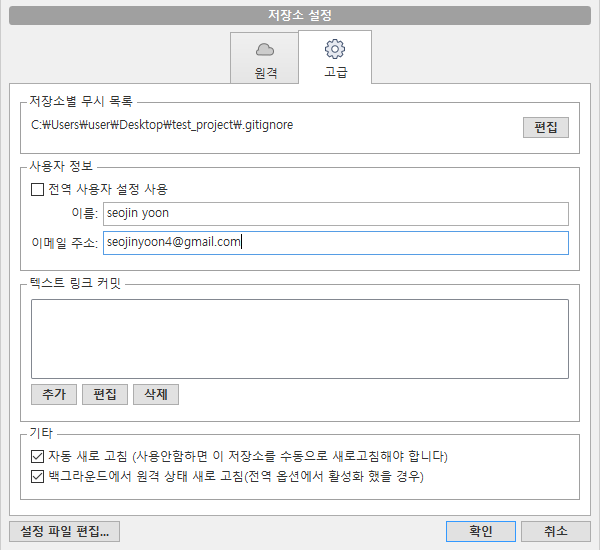 저장소 설정
원격
고급
저장소별 무시 목록
C:₩Users₩user₩Desktop₩test_project₩.gitignore
편집
사용자 정보
전역 사용자 설정 사용
이름: seojin yoon
이메일 주소: seojinyoon4@gmail.com
텍스트 링크 커밋
추가 편집 삭제
기타
자동 새로 고침 (사용안함하면 이 저장소를 수동으로 새로고침해야 합니다)
백그라운드에서 원격 상태 새로 고침(전역 옵션에서 활성화 했을 경우)
설정 파일 편집... 확인 취소